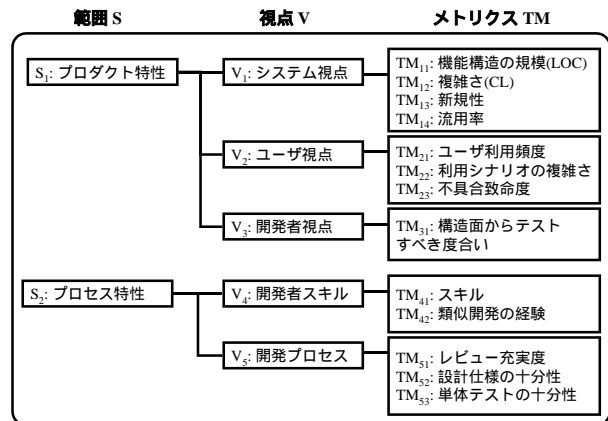 範囲 S 視点 V メトリクス TM
S1: プロダクト特性
V1: システム視点
TM11: 機能構造の規模(LOC)
TM12: 複雑さ(CL)
TM13: 新規性
TM14: 流用率
V2: ユーザ視点
TM21: ユーザ利用頻度
TM22: 利用シナリオの複雑さ
TM23: 不具合致命度
V3: 開発者視点
TM31: 構造面からテスト
すべき度合い
S2: プロセス特性
V4: 開発者スキル
TM41: スキル
TM42: 類似開発の経験
V5: 開発プロセス
TM51: レビュー充実度
TM52: 設計仕様の十分性
TM53: 単体テストの十分性